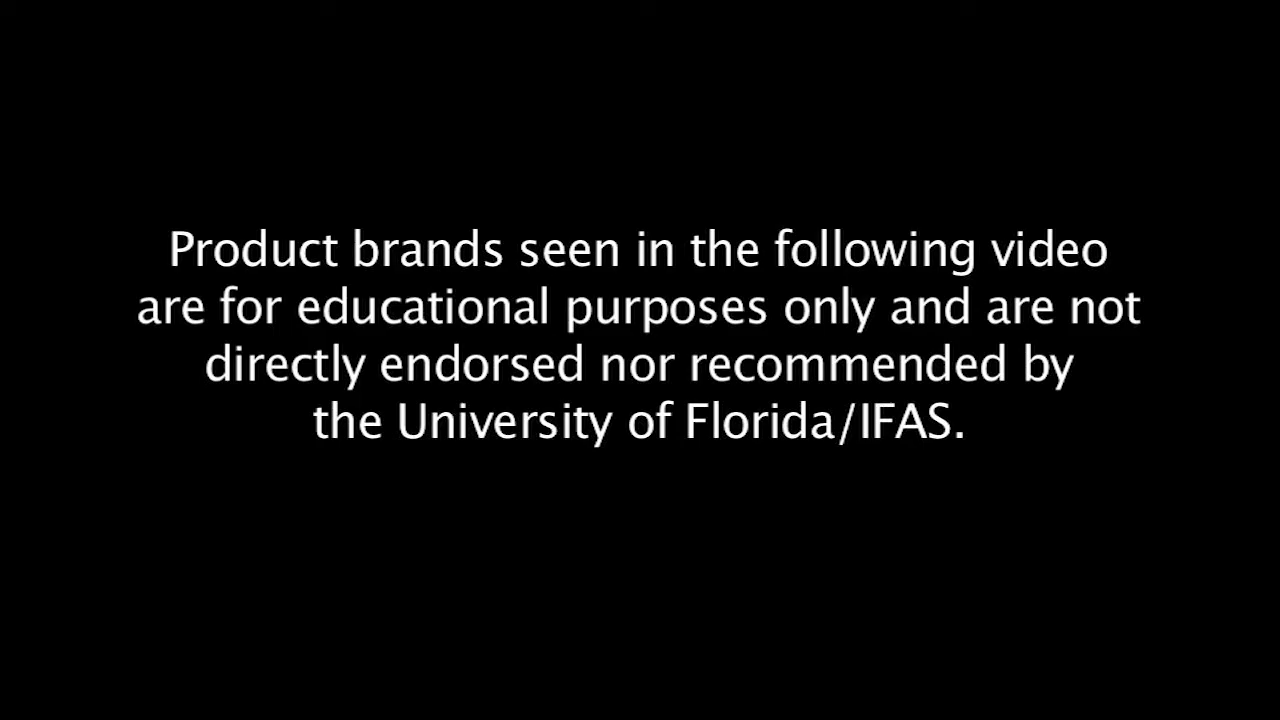 Product brands seen in the following video
are for educational purposes only and are not
directly endorsed nor recommended by
the University of Florida/IFAS.